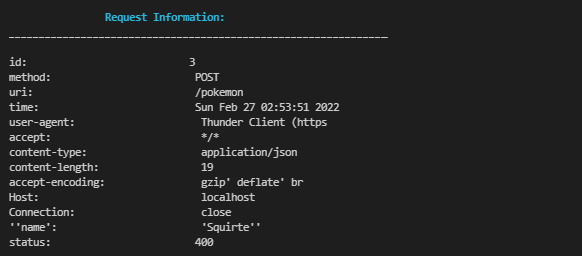 Request Information:
id: 3
method: POST
uri: /pokemon
time: Sun Feb 27 02:53:51 2022
user-agent: Thunder Client (https
accept: */*
content-type: application/json
content-length: 19
accept-encoding: gzip' deflate' br
Host: localhost
Connection: close
''name': 'Squirte''
status: 400